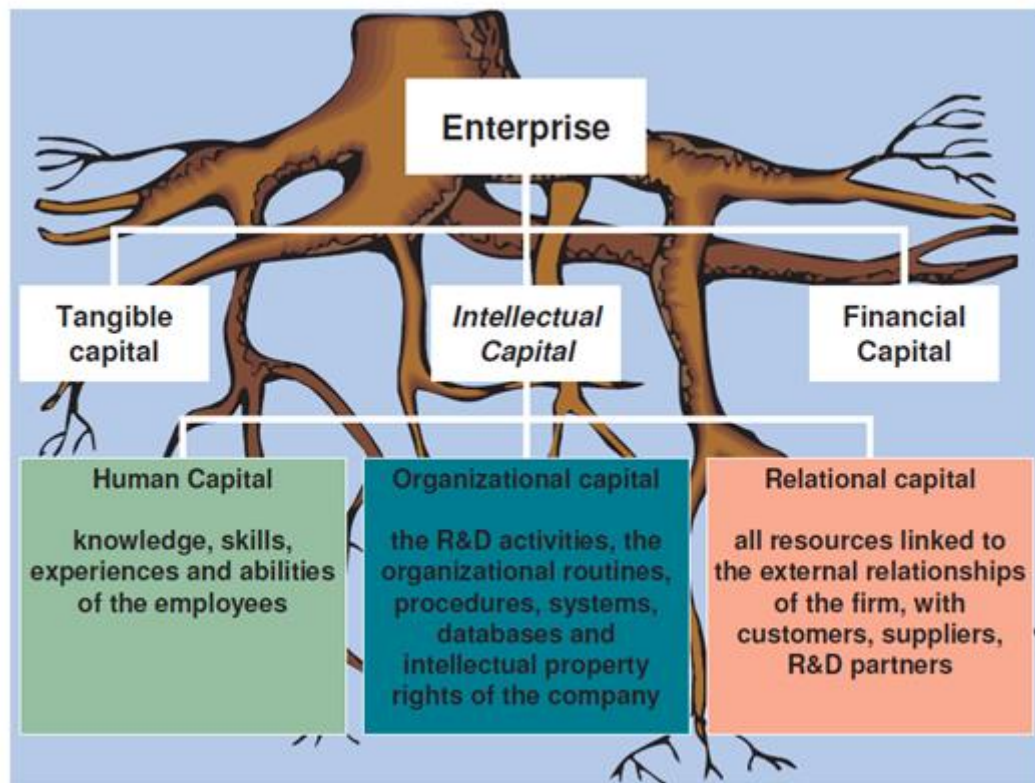 Enterprise
Tangible
capital
Intellectual
Capital
Financial
Capital
Human Capital
knowledge, skills,
experiences and abilities
of the employees
Organizational capital
the R&D activities, the
organizational routines,
procedures, systems,
databases and
intellectual property
rights of the company
Relational capital
all resources linked to
the external relationships
of the firm, with
customers, suppliers,
R&D partners